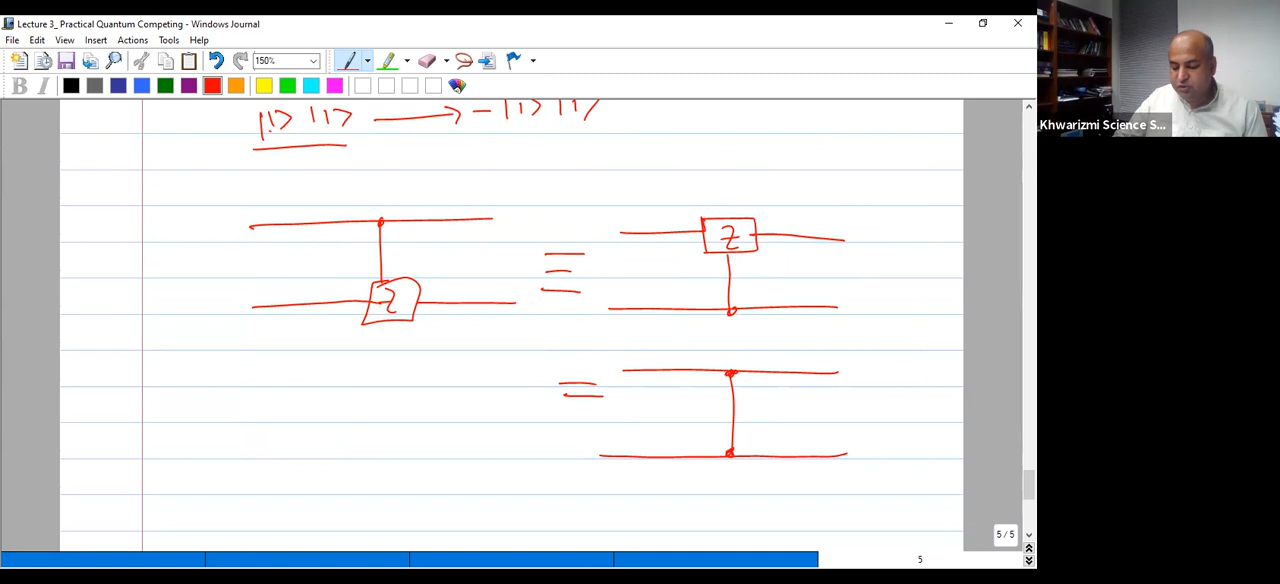 Lecture 3_ Practical Quantum Competing - Windows Journal
File Edit View Insert Actions Tools Help
150%
B I
|1⟩ |1⟩ → - |1⟩ |1⟩
Z ≡ Z
=
5 / 5
5
Khwarizmi Science S...